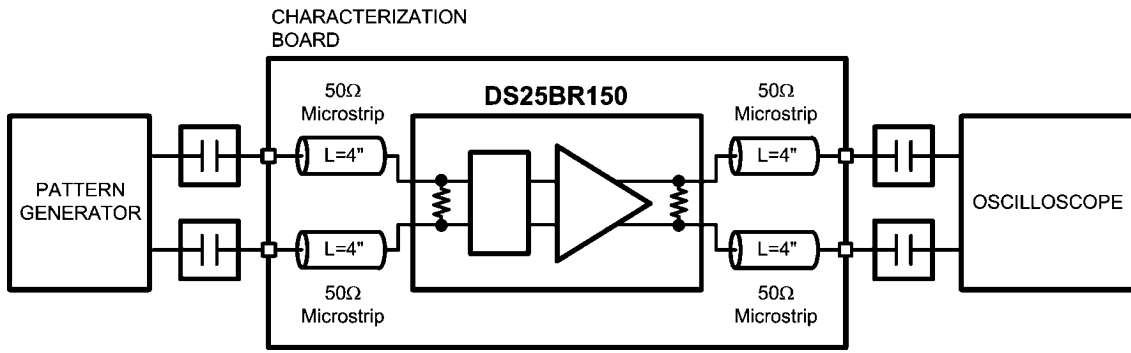 CHARACTERIZATION
BOARD
50Ω
Microstrip
DS25BR150
50Ω
Microstrip
L=4"
L=4"
PATTERN
GENERATOR
OSCILLOSCOPE
L=4"
L=4"
50Ω
Microstrip
50Ω
Microstrip